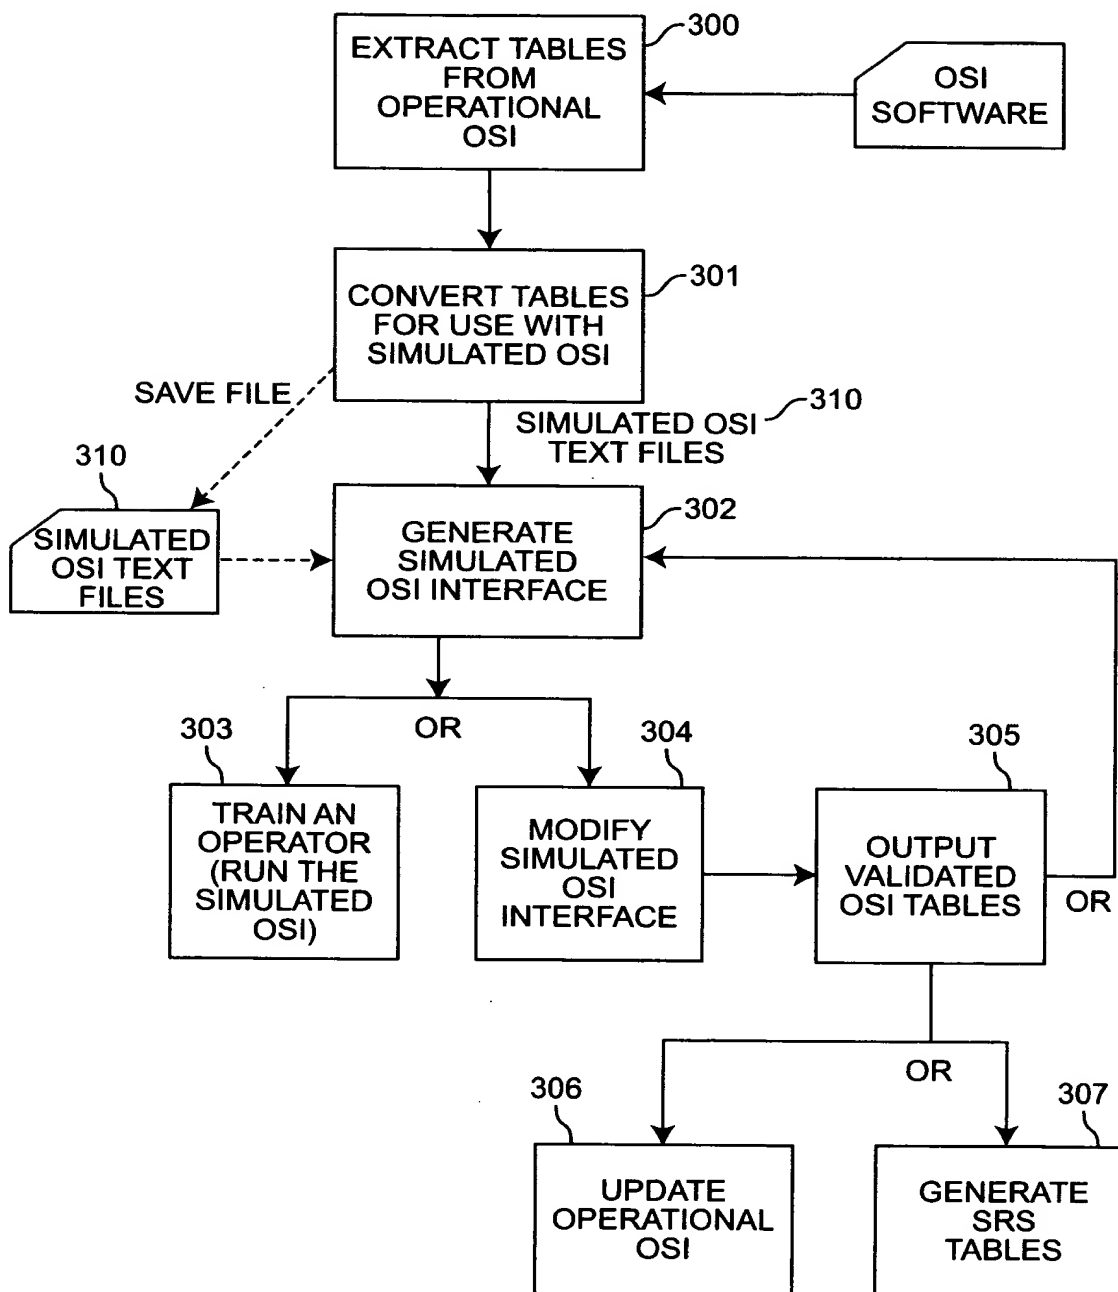 300
EXTRACT TABLES
FROM
OPERATIONAL
OSI
OSI
SOFTWARE
301
CONVERT TABLES
FOR USE WITH
SIMULATED OSI
SAVE FILE
SIMULATED OSI
TEXT FILES
310
310
SIMULATED
OSI TEXT
FILES
302
GENERATE
SIMULATED
OSI INTERFACE
OR
303
TRAIN AN
OPERATOR
(RUN THE
SIMULATED
OSI)
304
MODIFY
SIMULATED
OSI
INTERFACE
305
OUTPUT
VALIDATED
OSI TABLES
OR
OR
306
UPDATE
OPERATIONAL
OSI
307
GENERATE
SRS
TABLES